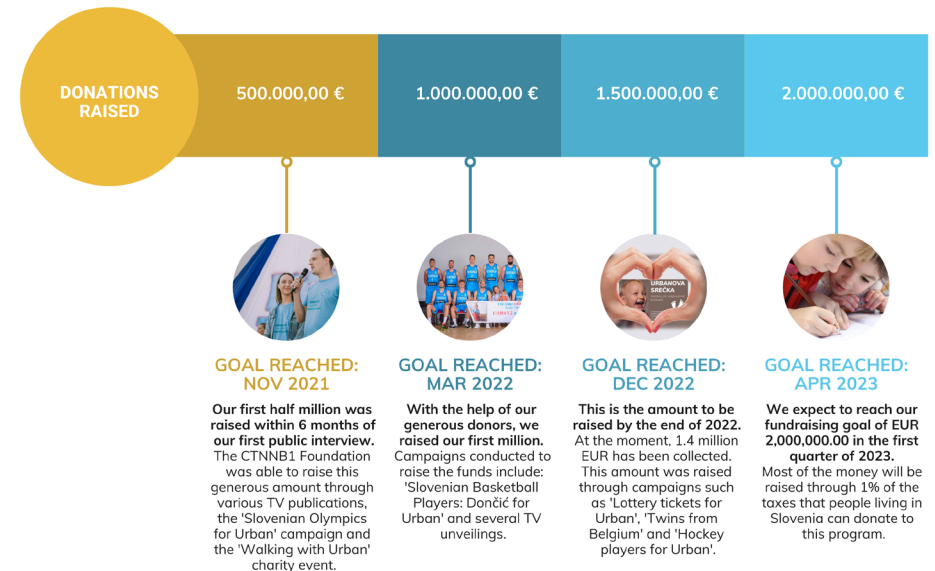 DONATIONS
RAISED
500.000,00 €
1.000.000,00 €
1.500.000,00 €
2.000.000,00 €
URBANOVA
SREČKA
GOAL REACHED:
NOV 2021
Our first half million was
raised within 6 months of
our first public interview.
The CTNNB1 Foundation
was able to raise this
generous amount through
various TV publications,
the 'Slovenian Olympics
for Urban' campaign and
the 'Walking with Urban'
charity event.
GOAL REACHED:
MAR 2022
With the help of our
generous donors, we
raised our first million.
Campaigns conducted to
raise the funds include:
'Slovenian Basketball
Players: Dončić for
Urban' and several TV
unveilings.
GOAL REACHED:
DEC 2022
This is the amount to be
raised by the end of 2022.
At the moment, 1.4 million
EUR has been collected.
This amount was raised
through campaigns such
as 'Lottery tickets for
Urban', 'Twins from
Belgium' and 'Hockey
players for Urban'.
GOAL REACHED:
APR 2023
We expect to reach our
fundraising goal of EUR
2,000,000.00 in the first
quarter of 2023.
Most of the money will be
raised through 1% of the
taxes that people living in
Slovenia can donate to
this program.